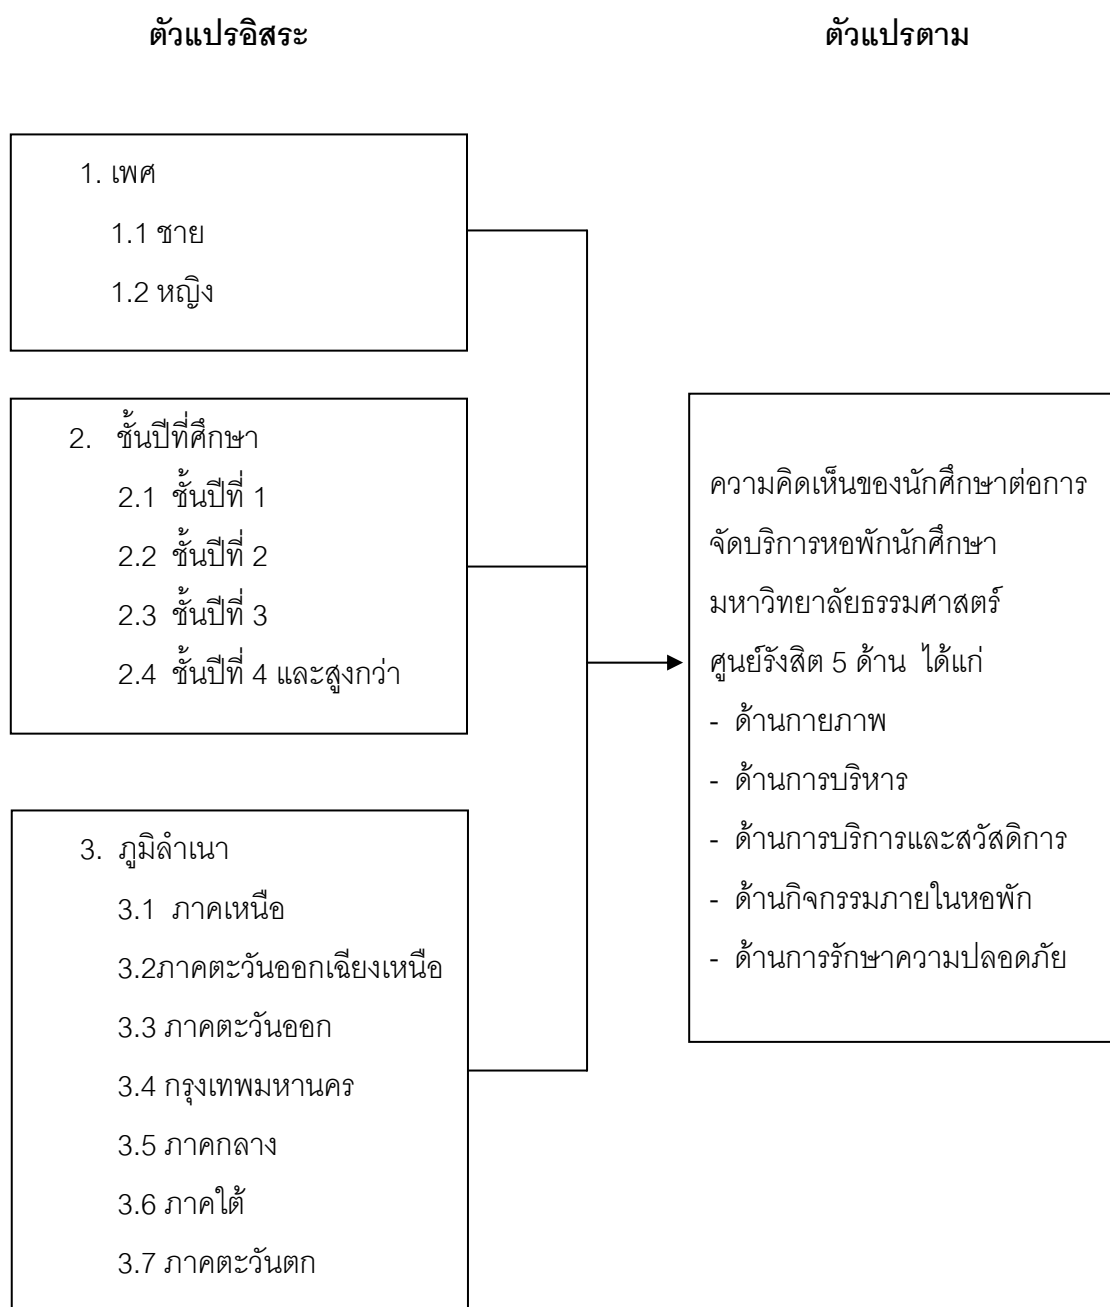 ตัวแปรอิสระ
ตัวแปรตาม
1. เพศ
1.1 ชาย
1.2 หญิง
2. ชั้นปีที่ศึกษา
2.1 ชั้นปีที่ 1
2.2 ชั้นปีที่ 2
2.3 ชั้นปีที่ 3
2.4 ชั้นปีที่ 4 และสูงกว่า
3. ภูมิลำเนา
3.1 ภาคเหนือ
3.2ภาคตะวันออกเฉียงเหนือ
3.3 ภาคตะวันออก
3.4 กรุงเทพมหานคร
3.5 ภาคกลาง
3.6 ภาคใต้
3.7 ภาคตะวันตก
ความคิดเห็นของนักศึกษาต่อการ
จัดบริการหอพักนักศึกษา
มหาวิทยาลัยธรรมศาสตร์
ศูนย์รังสิต 5 ด้าน ได้แก่
- ด้านกายภาพ
- ด้านการบริหาร
- ด้านการบริการและสวัสดิการ
- ด้านกิจกรรมภายในหอพัก
- ด้านการรักษาความปลอดภัย